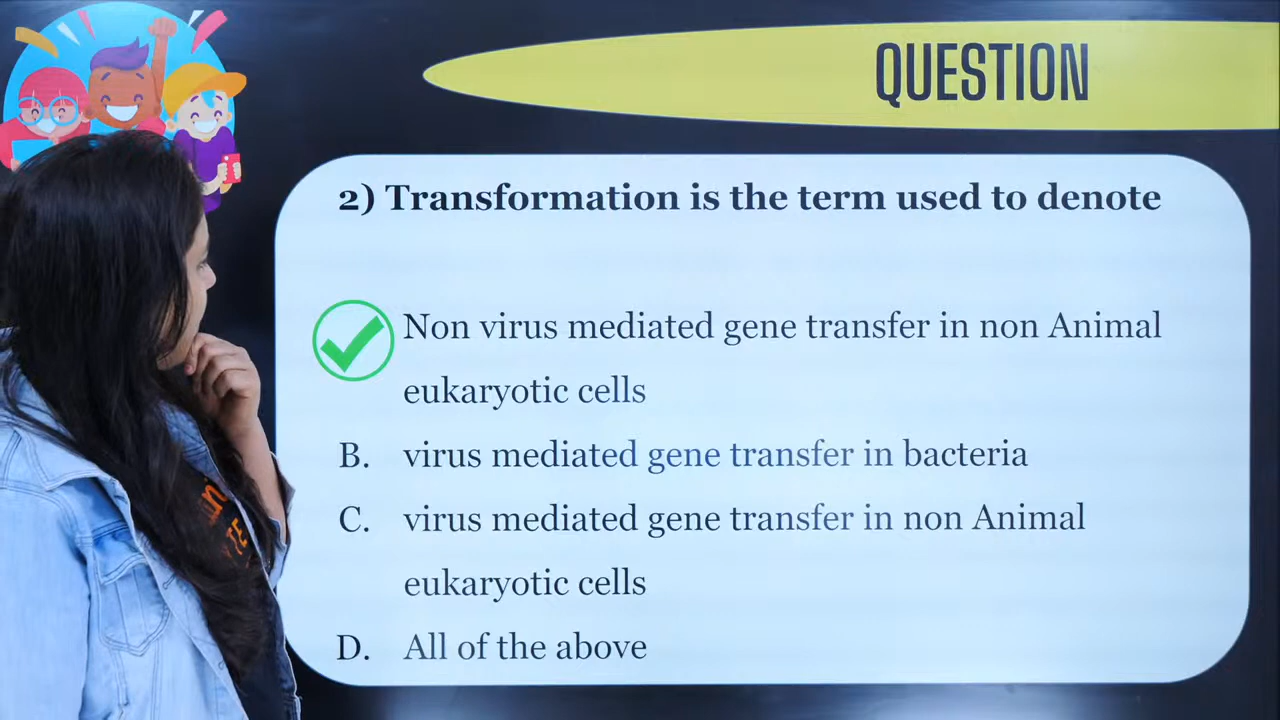 QUESTION
2) Transformation is the term used to denote
Non virus mediated gene transfer in non Animal
eukaryotic cells
B. virus mediated gene transfer in bacteria
C. virus mediated gene transfer in non Animal
eukaryotic cells
D. All of the above